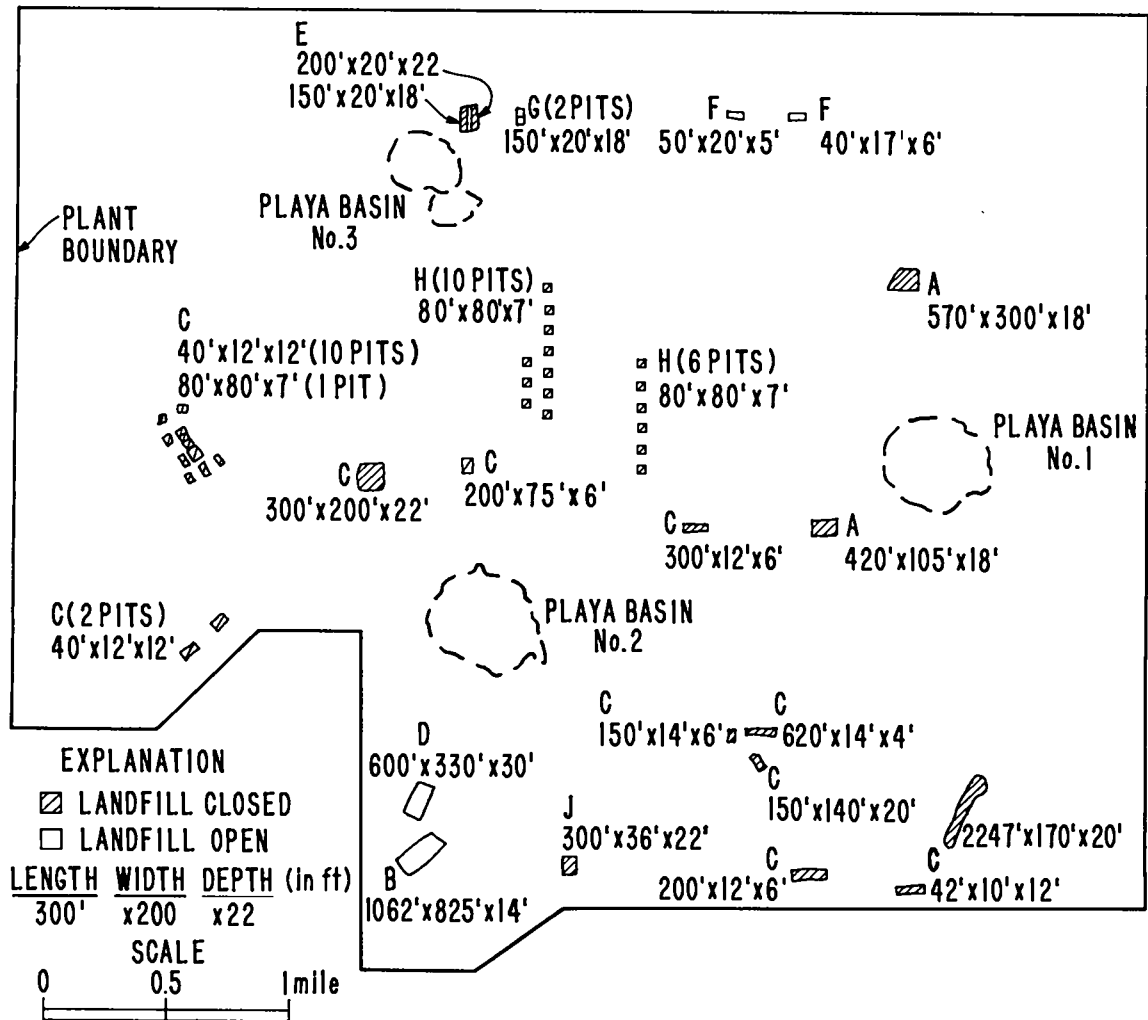 E
200'x20'x22
150'x20'x18'
G(2PITS)
150'x20'x18'
F
50'x20'x5'
F
40'x17'x6'
PLAYA BASIN
No.3
PLANT
BOUNDARY
H(10 PITS)
80'x80'x7'
A
570'x300'x18'
C
40'x12'x12'(10 PITS)
80'x80'x7'(1 PIT)
H(6 PITS)
80'x80'x7'
PLAYA BASIN
No.1
C
300'x200'x22'
C
200'x75'x6'
C
300'x12'x6'
A
420'x105'x18'
C(2 PITS)
40'x12'x12'
PLAYA BASIN
No.2
C
150'x14'x6'
C
620'x14'x4'
D
600'x330'x30'
C
150'x140'x20'
J
300'x36'x22'
2247'x170'x20'
C
200'x12'x6'
C
42'x10'x12'
B
1062'x825'x14'
EXPLANATION
LANDFILL CLOSED
LANDFILL OPEN
LENGTH WIDTH DEPTH (in ft)
300' x200 x22
SCALE
0 0.5 1mile